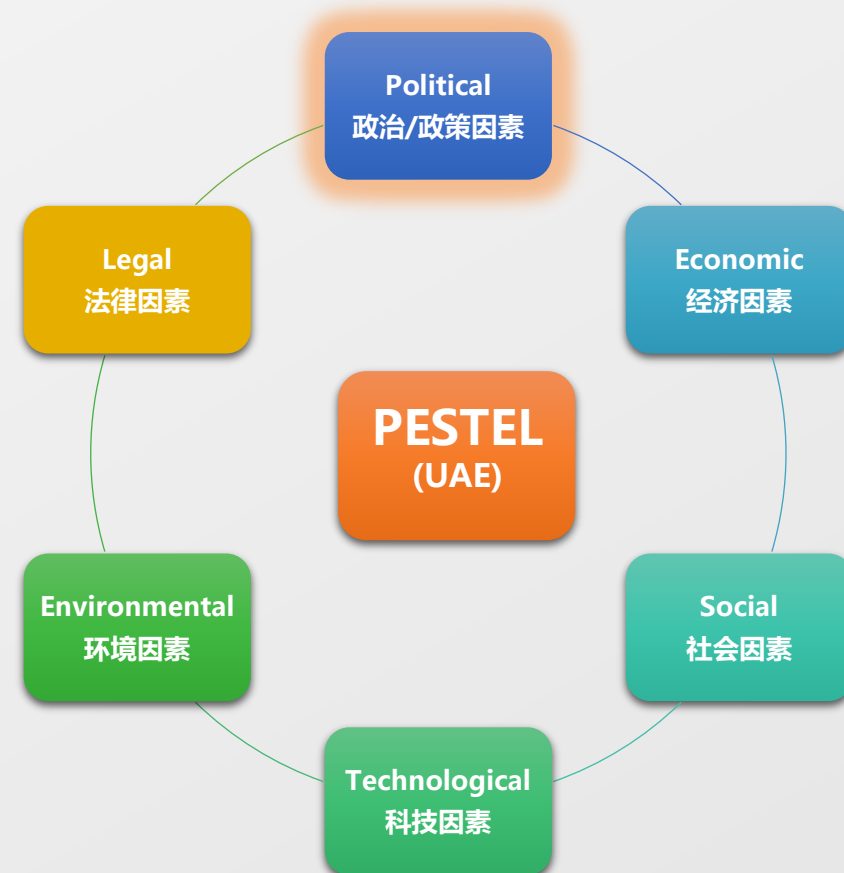 Political
政治/政策因素
Legal
法律因素
Economic
经济因素
PESTEL
(UAE)
Environmental
环境因素
Social
社会因素
Technological
科技因素